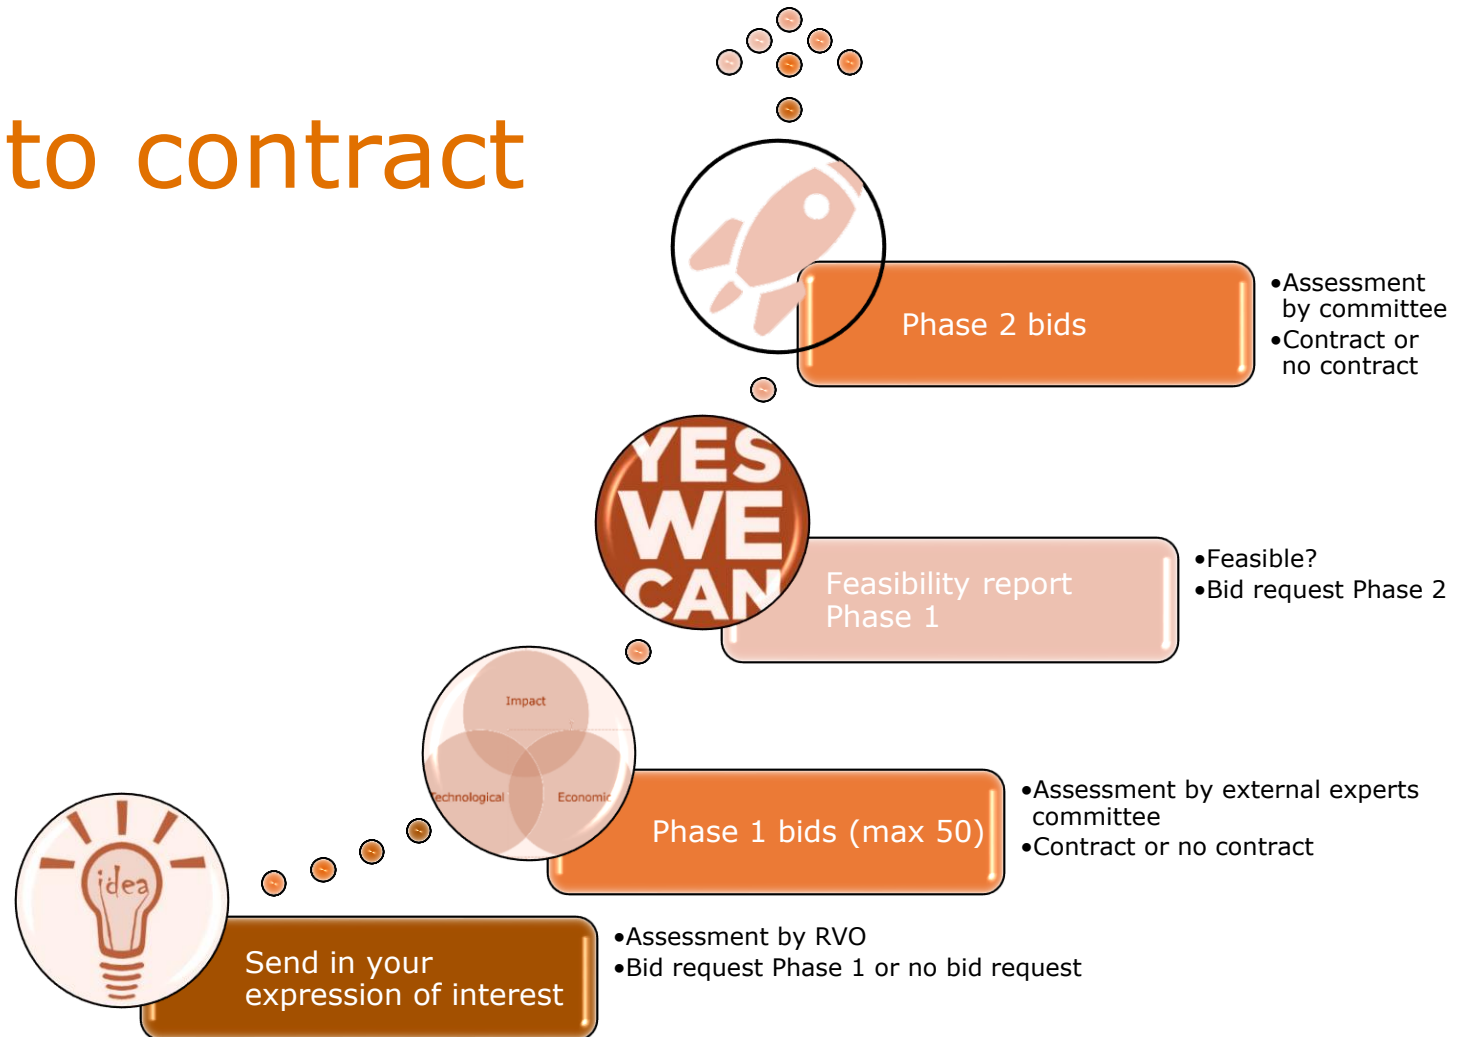 to contract
Phase 2 bids
•Assessment
by committee
•Contract or
no contract
YES
WE
CAN
Feasibility report
Phase 1
•Feasible?
•Bid request Phase 2
Impact
Technological
Economic
Phase 1 bids (max 50)
•Assessment by external experts
committee
•Contract or no contract
idea
Send in your
expression of interest
•Assessment by RVO
•Bid request Phase 1 or no bid request